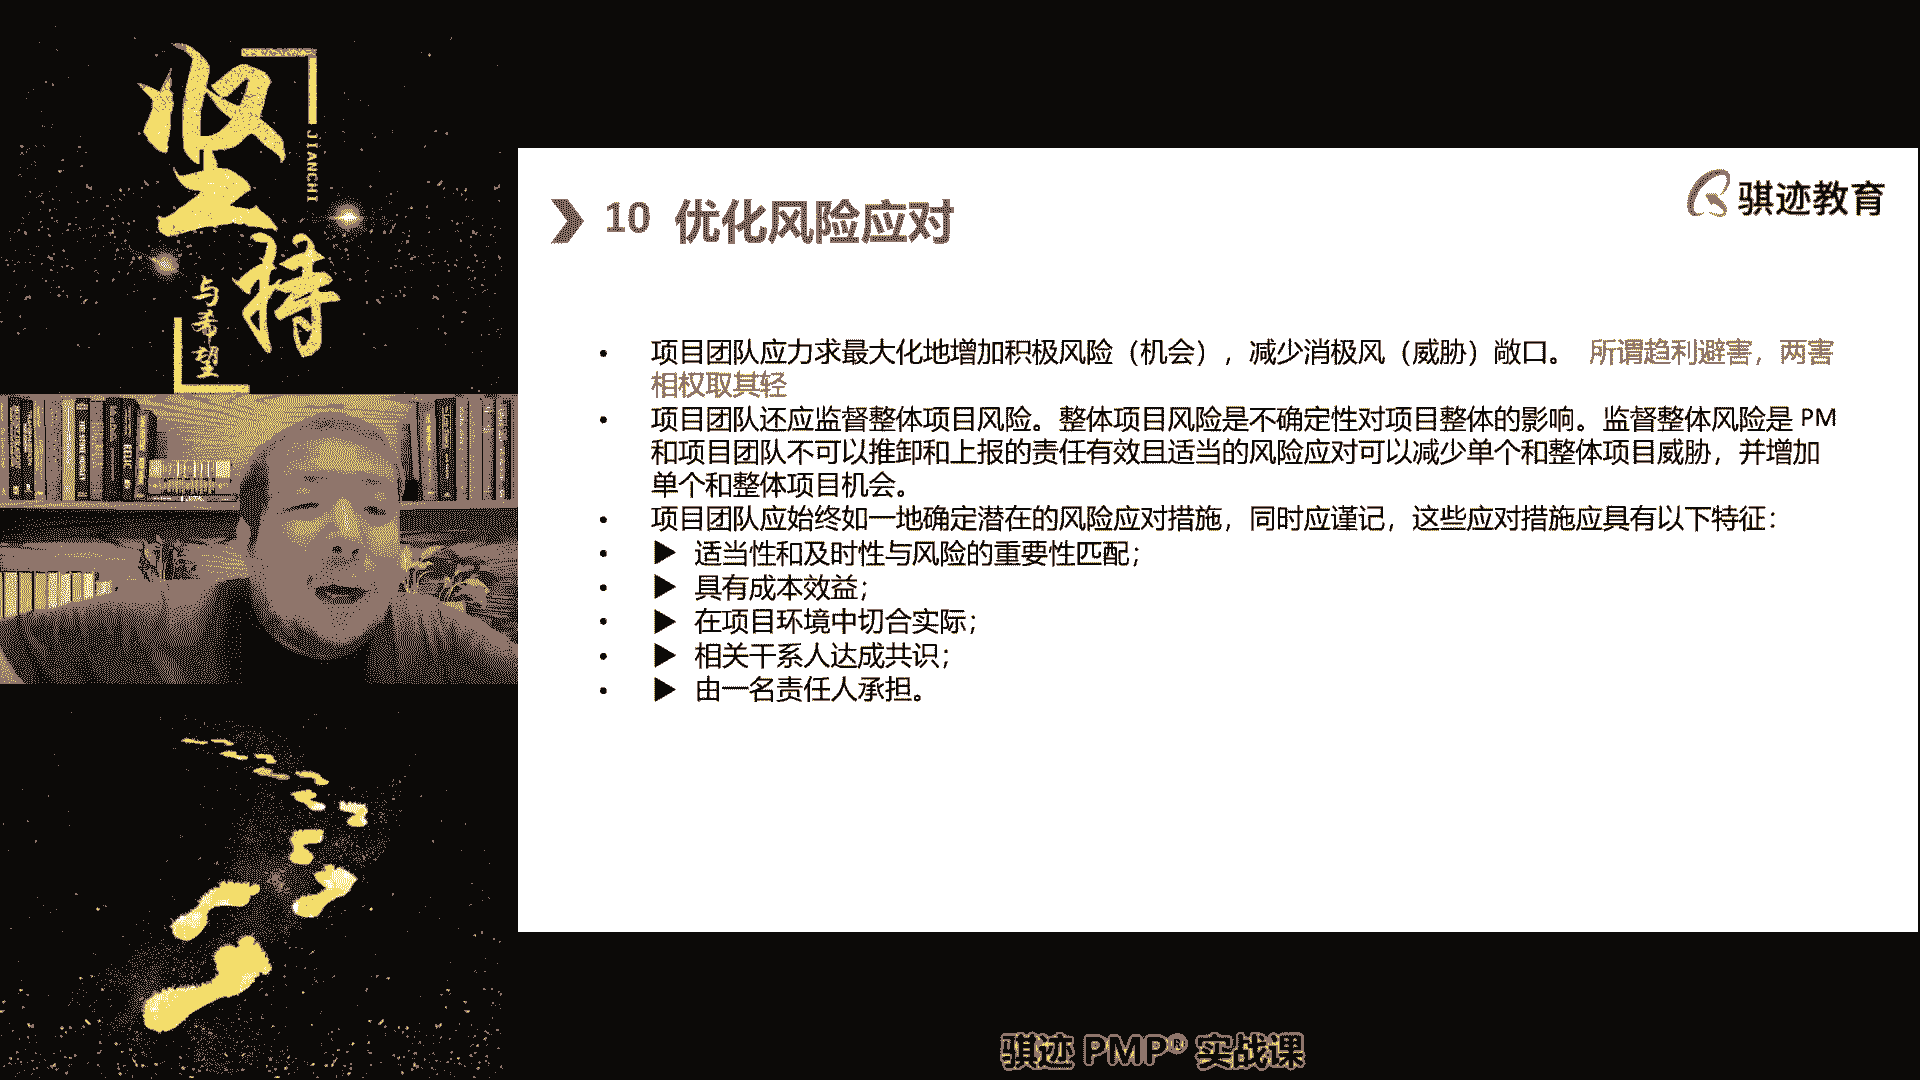 坚持
JIANCHI
与希望
骐迹教育
10 优化风险应对
• 项目团队应力求最大化地增加积极风险（机会），减少消极风（威胁）敞口。 所谓趋利避害，两害
相权取其轻
• 项目团队还应监督整体项目风险。整体项目风险是不确定性对项目整体的影响。监督整体风险是 PM
和项目团队不可以推卸和上报的责任有效且适当的风险应对可以减少单个和整体项目威胁，并增加
单个和整体项目机会。
• 项目团队应始终如一地确定潜在的风险应对措施，同时应谨记，这些应对措施应具有以下特征：
• ▶ 适当性和及时性与风险的重要性匹配；
• ▶ 具有成本效益；
• ▶ 在项目环境中切合实际；
• ▶ 相关干系人达成共识；
• ▶ 由一名责任人承担。
骐迹 PMP® 实战课